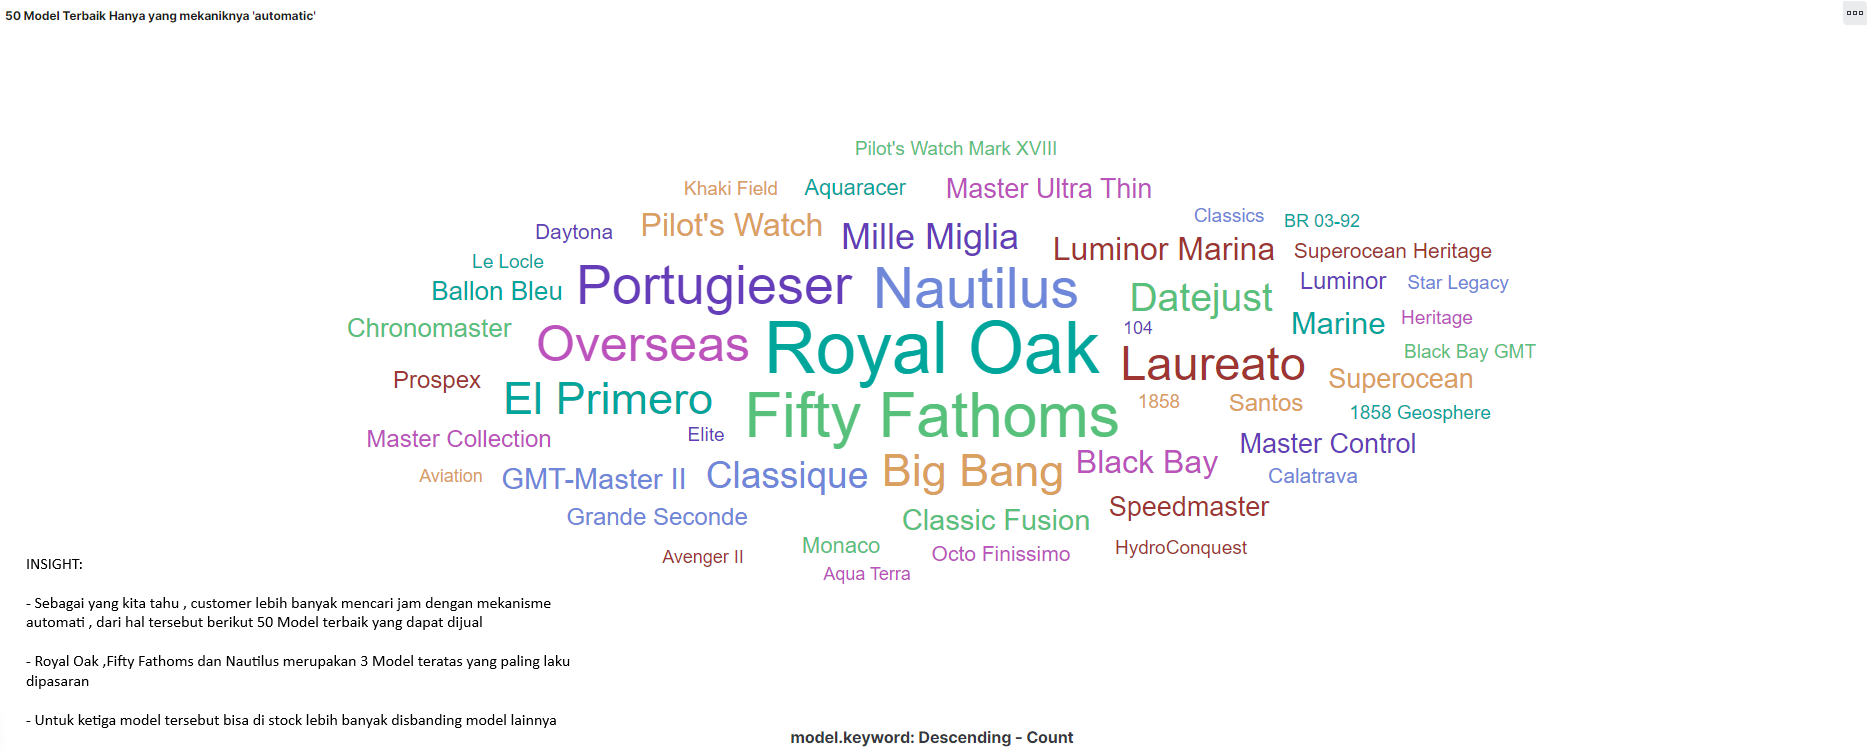 50 Model Terbaik Hanya yang mekaniknya 'automatic'
Pilot's Watch Mark XVIII
Khaki Field
Aquaracer
Master Ultra Thin
Classics
BR 03-92
Daytona
Pilot's Watch
Mille Miglia
Luminor Marina
Superocean Heritage
Le Locle
Ballon Bleu
Portugieser
Nautilus
Datejust
Luminor
Star Legacy
Chronomaster
Overseas
Royal Oak
104
Marine
Heritage
Laureato
Black Bay GMT
Prospex
El Primero
Fifty Fathoms
1858
Santos
Superocean
1858 Geosphere
Master Collection
Elite
Master Control
Aviation
GMT-Master II
Classique
Big Bang
Black Bay
Calatrava
Grande Seconde
Classic Fusion
Speedmaster
Avenger II
Monaco
Octo Finissimo
HydroConquest
Aqua Terra
INSIGHT:
- Sebagai yang kita tahu , customer lebih banyak mencari jam dengan mekanisme
automati , dari hal tersebut berikut 50 Model terbaik yang dapat dijual
- Royal Oak ,Fifty Fathoms dan Nautilus merupakan 3 Model teratas yang paling laku
dipasaran
- Untuk ketiga model tersebut bisa di stock lebih banyak disbanding model lainnya
model.keyword: Descending - Count